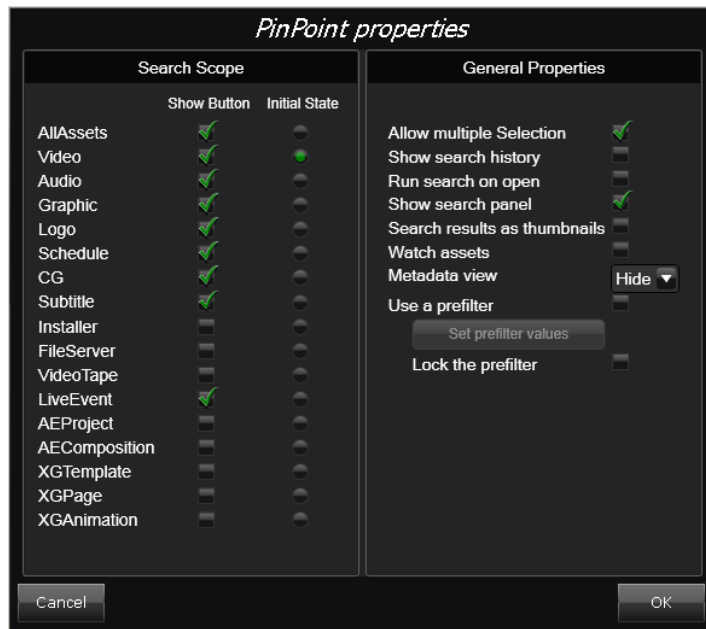 PinPoint properties
Search Scope
Show Button Initial State
AllAssets
Video
Audio
Graphic
Logo
Schedule
CG
Subtitle
Installer
FileServer
VideoTape
LiveEvent
AEProject
AEComposition
XGTemplate
XGPage
XGAnimation
General Properties
Allow multiple Selection
Show search history
Run search on open
Show search panel
Search results as thumbnails
Watch assets
Metadata view Hide
Use a prefilter
Set prefilter values
Lock the prefilter
Cancel
OK